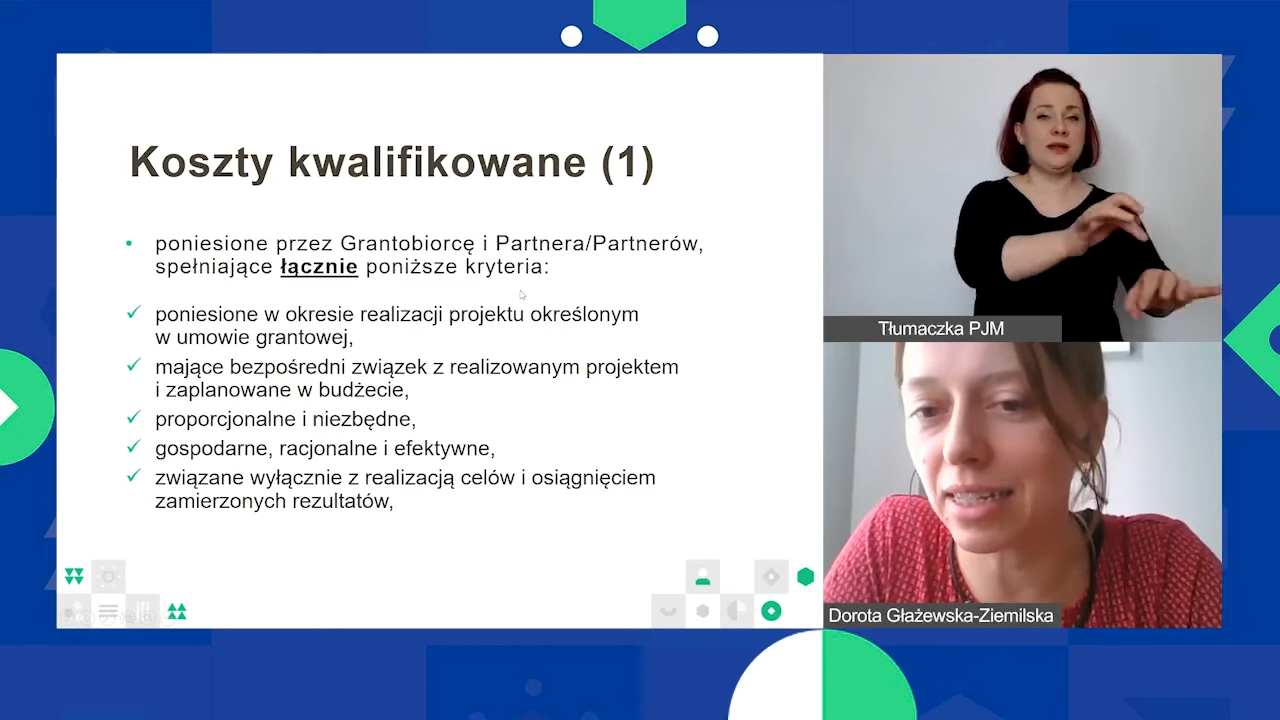 Koszty kwalifikowane (1)
• poniesione przez Grantobiorcę i Partnera/Partnerów,
spełniające łącznie poniższe kryteria:
✓ poniesione w okresie realizacji projektu określonym
w umowie grantowej,
✓ mające bezpośredni związek z realizowanym projektem
i zaplanowane w budżecie,
✓ proporcjonalne i niezbędne,
✓ gospodarne, racjonalne i efektywne,
✓ związane wyłącznie z realizacją celów i osiągnięciem
zamierzonych rezultatów,
Tłumaczka PJM
Dorota Głażewska-Ziemilska